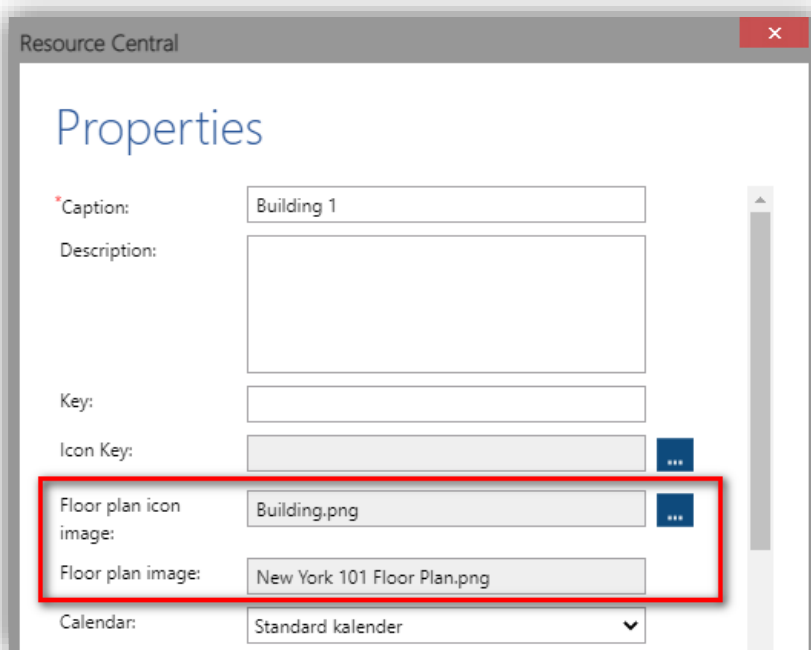 Resource Central
Properties
*Caption: Building 1
Description:
Key:
Icon Key: ...
Floor plan icon
image: Building.png ...
Floor plan image: New York 101 Floor Plan.png
Calendar: Standard kalender